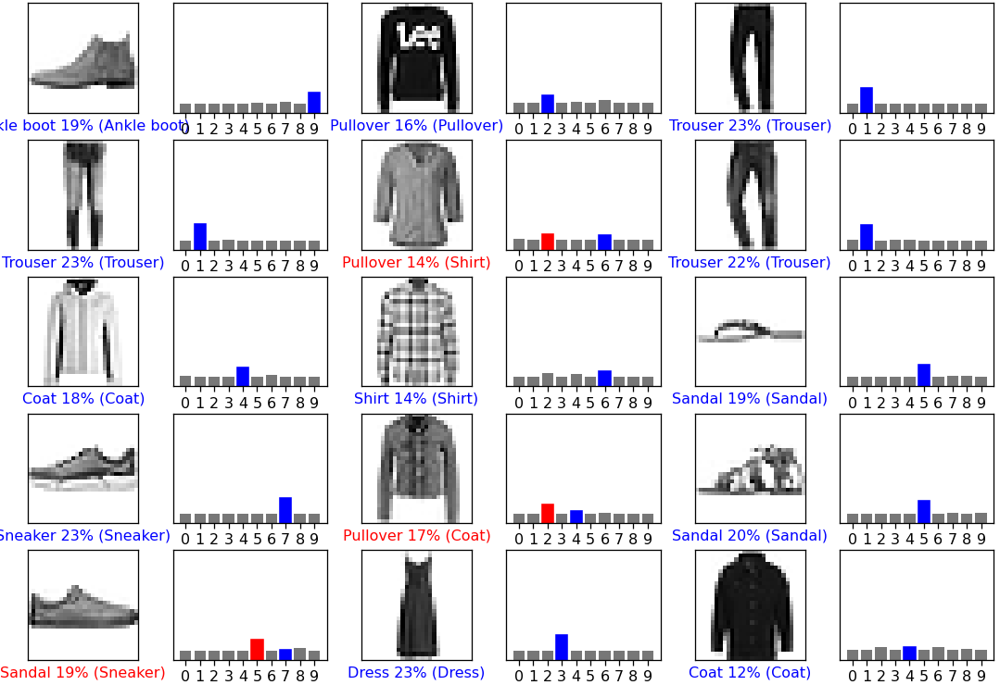 Lee
kle boot 19% (Ankle boot)
0 1 2 3 4 5 6 7 8 9
Pullover 16% (Pullover)
0 1 2 3 4 5 6 7 8 9
Trouser 23% (Trouser)
0 1 2 3 4 5 6 7 8 9
Trouser 23% (Trouser)
0 1 2 3 4 5 6 7 8 9
Pullover 14% (Shirt)
0 1 2 3 4 5 6 7 8 9
Trouser 22% (Trouser)
0 1 2 3 4 5 6 7 8 9
Coat 18% (Coat)
0 1 2 3 4 5 6 7 8 9
Shirt 14% (Shirt)
0 1 2 3 4 5 6 7 8 9
Sandal 19% (Sandal)
0 1 2 3 4 5 6 7 8 9
Sneaker 23% (Sneaker)
0 1 2 3 4 5 6 7 8 9
Pullover 17% (Coat)
0 1 2 3 4 5 6 7 8 9
Sandal 20% (Sandal)
0 1 2 3 4 5 6 7 8 9
Sandal 19% (Sneaker)
0 1 2 3 4 5 6 7 8 9
Dress 23% (Dress)
0 1 2 3 4 5 6 7 8 9
Coat 12% (Coat)
0 1 2 3 4 5 6 7 8 9